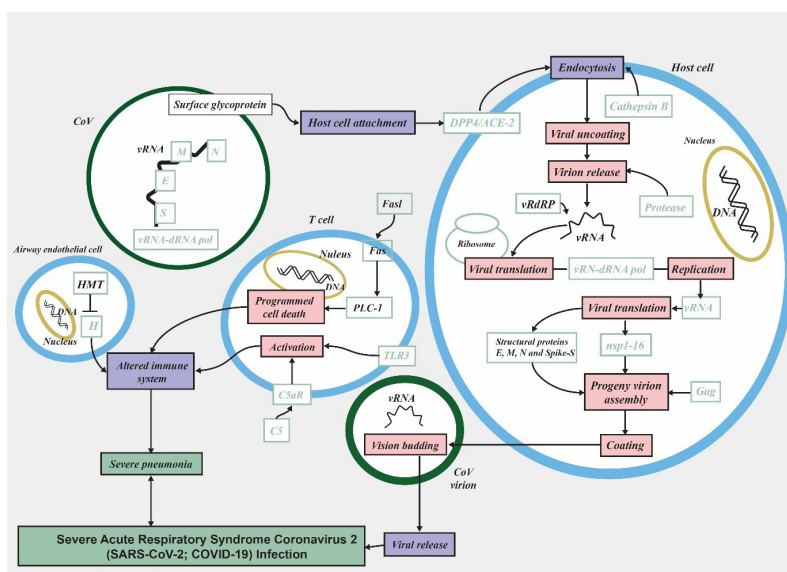 CoV
Surface glycoprotein
vRNA
M
N
E
S
vRNA-dRNA pol
Host cell attachment
DPP4/ACE-2
Endocytosis
Host cell
Cathepsin B
Viral uncoating
Virion release
Nucleus
DNA
Protease
vRdRP
vRNA
Ribosome
Viral translation
vRN-dRNA pol
Replication
Viral translation
vRNA
Structural proteins
E, M, N and Spike-S
nsp1-16
Progeny virion
assembly
Gag
Coating
T cell
Fasl
Fas
Nuleus
DNA
Programmed
cell death
PLC-1
Activation
TLR3
C5aR
C5
Airway endothelial cell
HMT
DNA
H
Nucleus
Altered immune
system
vRNA
Vision budding
CoV
virion
Severe pneumonia
Severe Acute Respiratory Syndrome Coronavirus 2
(SARS-CoV-2; COVID-19) Infection
Viral release